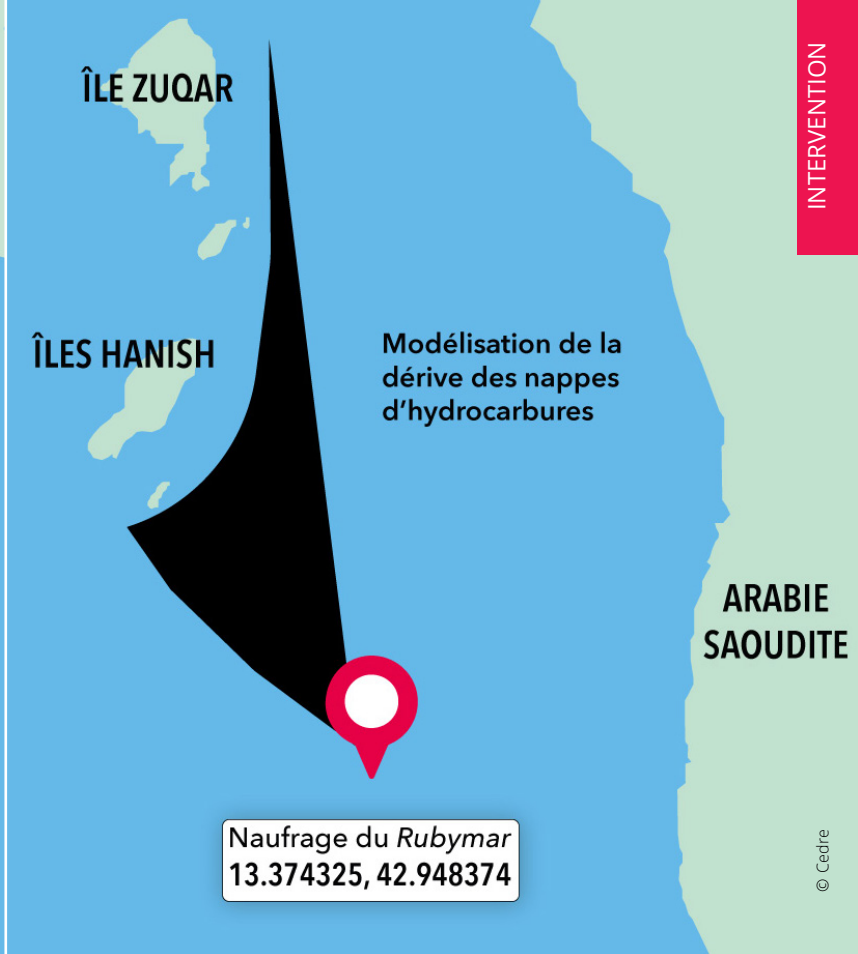 INTERVENTION
ÎLE ZUQAR
ÎLES HANISH
Modélisation de la
dérive des nappes
d’hydrocarbures
ARABIE
SAOUDITE
Naufrage du Rubymar
13.374325, 42.948374
© Cedre